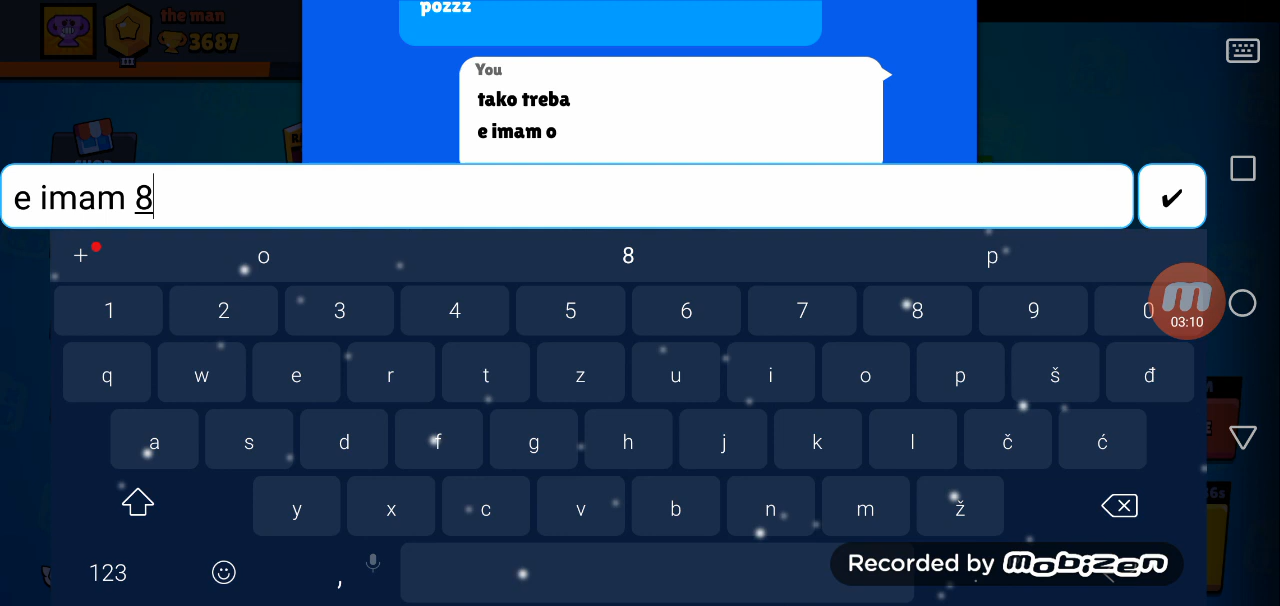 the man
3687
pozzz
You
tako treba
e imam o
e imam 8
SHOP
+ o 8 p
1 2 3 4 5 6 7 8 9 0
03:10
q w e r t z u i o p š đ
a s d f g h j k l č ć
y x c v b n m ž
123 ,
Recorded by mobizen